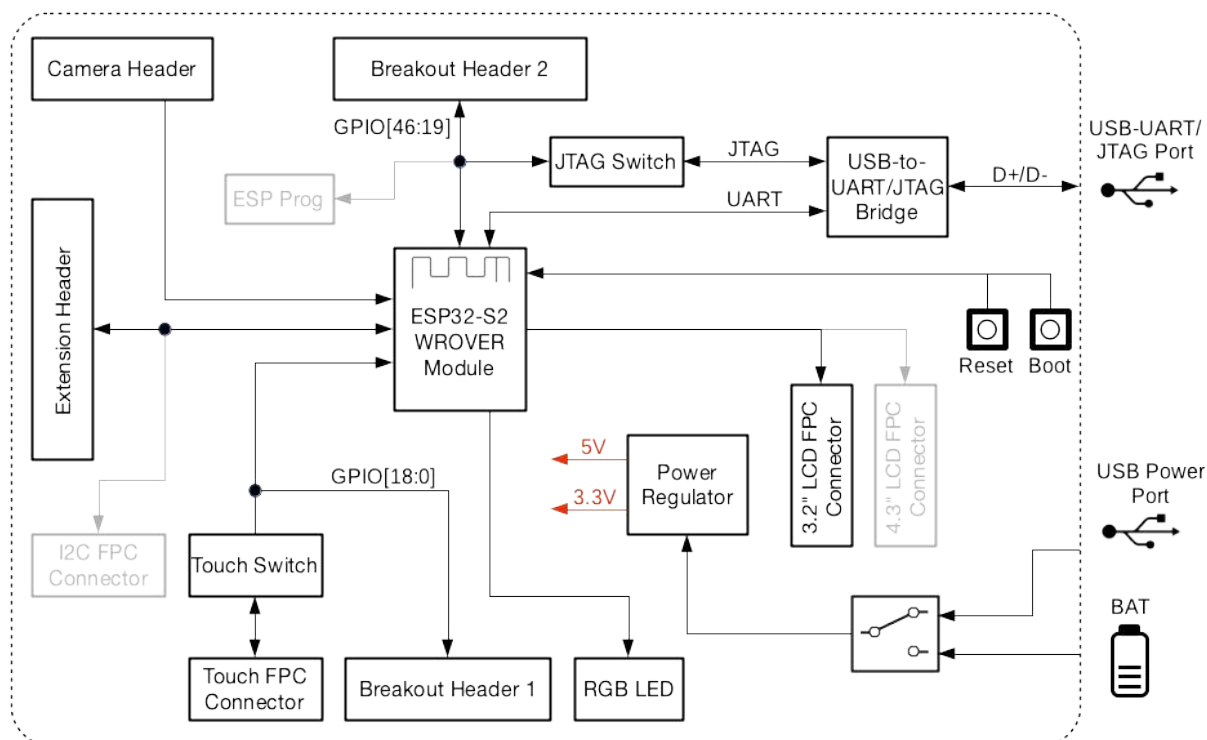 Camera Header
Breakout Header 2
GPIO[46:19]
USB-UART/
JTAG Port
JTAG Switch
JTAG
USB-to-
UART/JTAG
Bridge
D+/D-
ESP Prog
UART
Extension Header
ESP32-S2
WROVER
Module
Reset
Boot
3.2" LCD FPC
Connector
4.3" LCD FPC
Connector
5V
3.3V
Power
Regulator
GPIO[18:0]
USB Power
Port
I2C FPC
Connector
Touch Switch
BAT
Touch FPC
Connector
Breakout Header 1
RGB LED